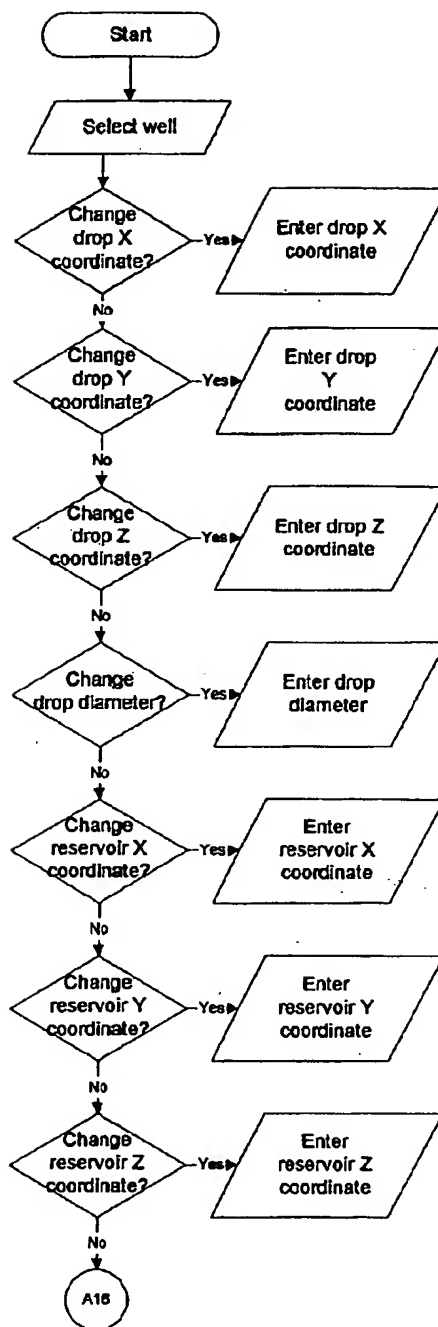 Start
Select well
Change
drop X
coordinate?
Yes
Enter drop X
coordinate
No
Change
drop Y
coordinate?
Yes
Enter drop
Y
coordinate
No
Change
drop Z
coordinate?
Yes
Enter drop Z
coordinate
No
Change
drop diameter?
Yes
Enter drop
diameter
No
Change
reservoir X
coordinate?
Yes
Enter
reservoir X
coordinate
No
Change
reservoir Y
coordinate?
Yes
Enter
reservoir Y
coordinate
No
Change
reservoir Z
coordinate?
Yes
Enter
reservoir Z
coordinate
No
A16